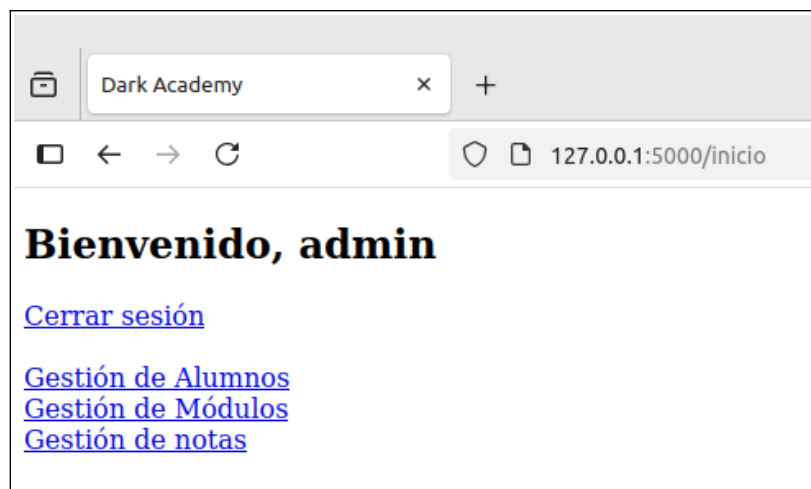 Dark Academy
127.0.0.1:5000/inicio
Bienvenido, admin
Cerrar sesión
Gestión de Alumnos
Gestión de Módulos
Gestión de notas